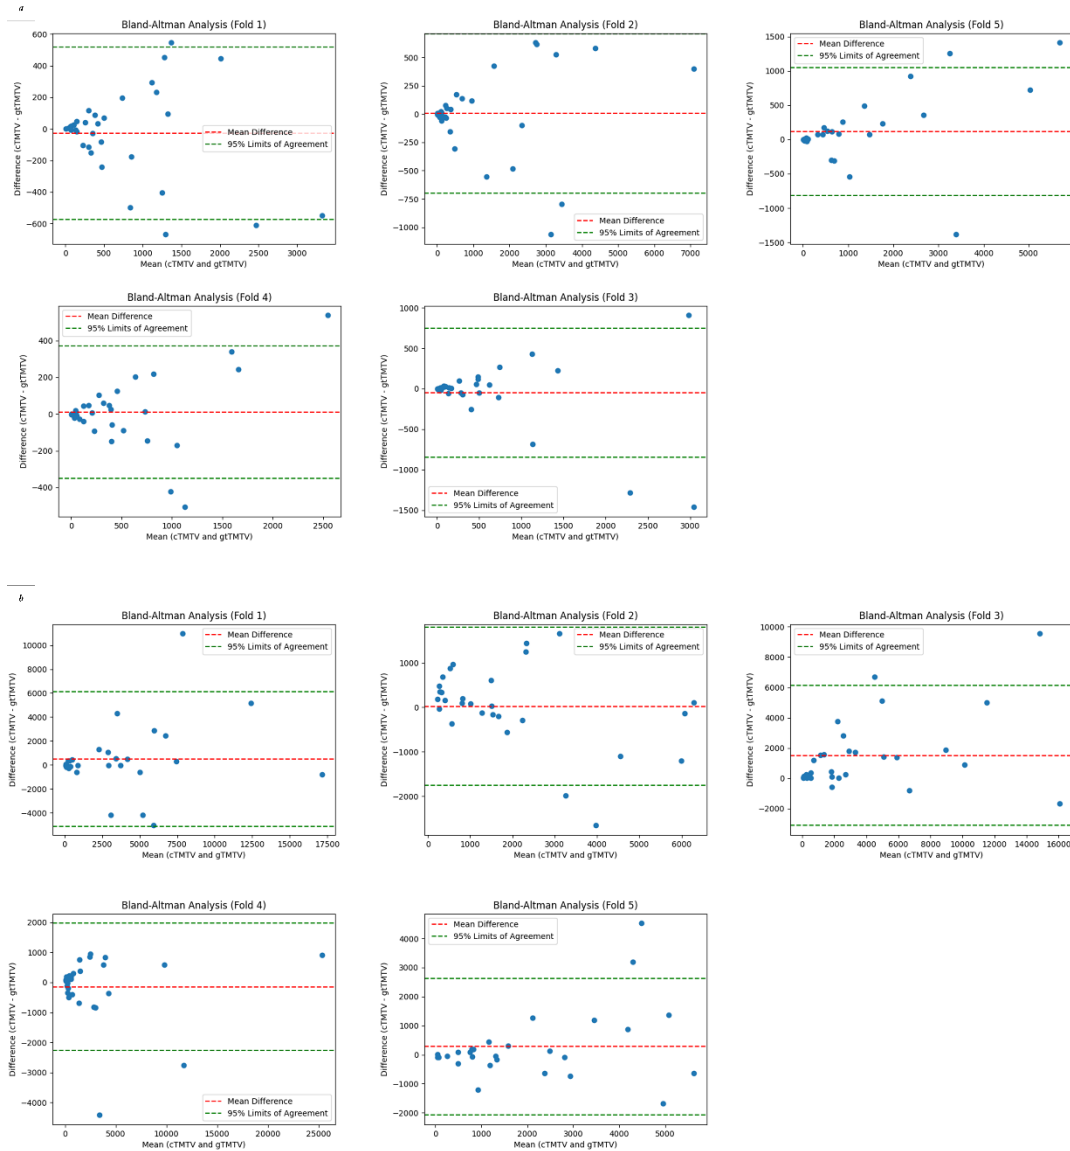 a
Bland-Altman Analysis (Fold 1)
Difference (cTMTV - gtTMTV)
600
400
200
0
−200
−400
−600
Mean Difference
95% Limits of Agreement
0 500 1000 1500 2000 2500 3000
Mean (cTMTV and gtTMTV)
Bland-Altman Analysis (Fold 2)
Difference (cTMTV - gtTMTV)
500
250
0
−250
−500
−750
−1000
Mean Difference
95% Limits of Agreement
0 1000 2000 3000 4000 5000 6000 7000
Mean (cTMTV and gtTMTV)
Bland-Altman Analysis (Fold 5)
Difference (cTMTV - gtTMTV)
1500
1000
500
0
−500
−1000
−1500
Mean Difference
95% Limits of Agreement
0 1000 2000 3000 4000 5000
Mean (cTMTV and gtTMTV)
Bland-Altman Analysis (Fold 4)
Difference (cTMTV - gtTMTV)
400
200
0
−200
−400
Mean Difference
95% Limits of Agreement
0 500 1000 1500 2000 2500
Mean (cTMTV and gtTMTV)
Bland-Altman Analysis (Fold 3)
Difference (cTMTV - gtTMTV)
1000
500
0
−500
−1000
−1500
Mean Difference
95% Limits of Agreement
0 500 1000 1500 2000 2500 3000
Mean (cTMTV and gtTMTV)
b
Bland-Altman Analysis (Fold 1)
Difference (cTMTV - gtTMTV)
10000
8000
6000
4000
2000
0
−2000
−4000
Mean Difference
95% Limits of Agreement
0 2500 5000 7500 10000 12500 15000 17500
Mean (cTMTV and gTMTV)
Bland-Altman Analysis (Fold 2)
Difference (cTMTV - gtTMTV)
1000
0
−1000
−2000
Mean Difference
95% Limits of Agreement
0 1000 2000 3000 4000 5000 6000
Mean (cTMTV and gTMTV)
Bland-Altman Analysis (Fold 3)
Difference (cTMTV - gtTMTV)
10000
8000
6000
4000
2000
0
−2000
Mean Difference
95% Limits of Agreement
0 2000 4000 6000 8000 10000 12000 14000 16000
Mean (cTMTV and gTMTV)
Bland-Altman Analysis (Fold 4)
Difference (cTMTV - gtTMTV)
2000
1000
0
−1000
−2000
−3000
−4000
Mean Difference
95% Limits of Agreement
0 5000 10000 15000 20000 25000
Mean (cTMTV and gTMTV)
Bland-Altman Analysis (Fold 5)
Difference (cTMTV - gtTMTV)
4000
3000
2000
1000
0
−1000
−2000
Mean Difference
95% Limits of Agreement
0 1000 2000 3000 4000 5000
Mean (cTMTV and gTMTV)